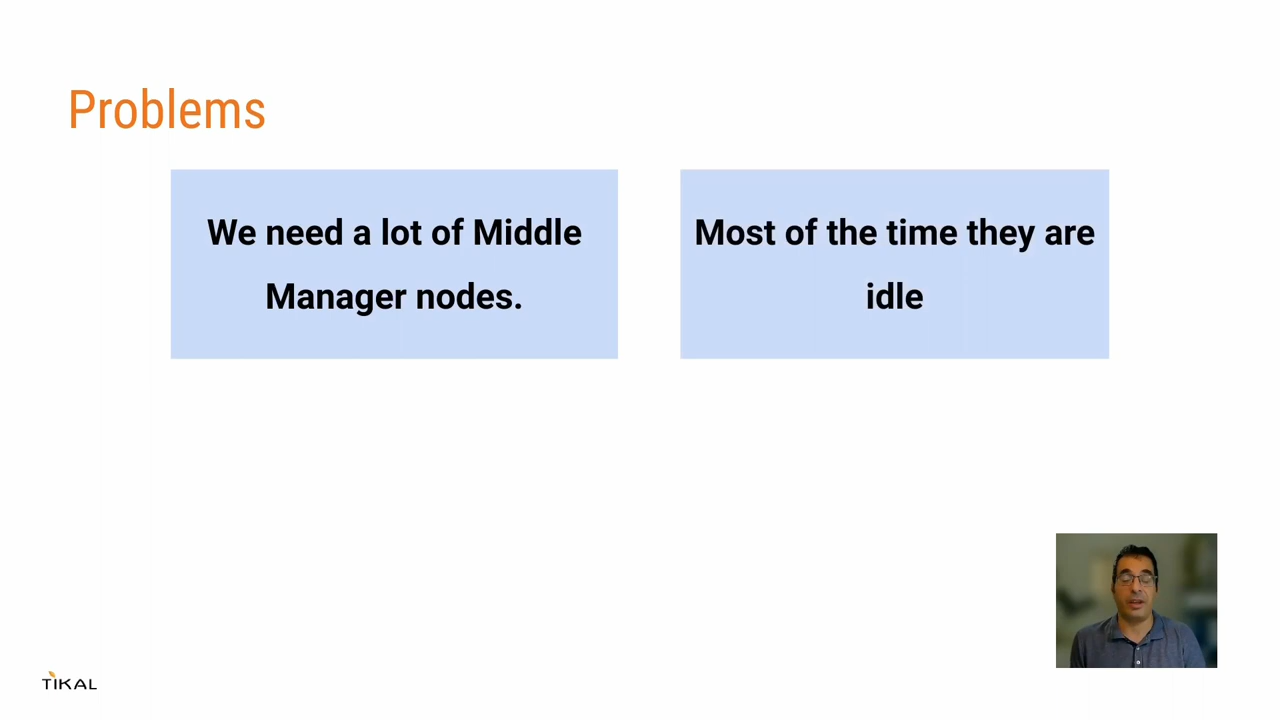 Problems
We need a lot of Middle
Manager nodes.
Most of the time they are
idle
TIKAL